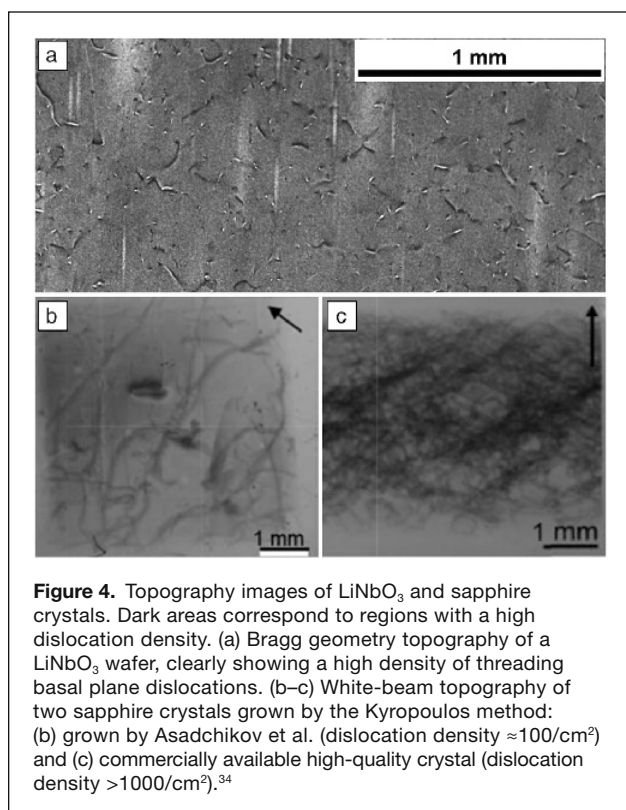 a
1 mm
b
c
1 mm
1 mm
Figure 4. Topography images of LiNbO₃ and sapphire
crystals. Dark areas correspond to regions with a high
dislocation density. (a) Bragg geometry topography of a
LiNbO₃ wafer, clearly showing a high density of threading
basal plane dislocations. (b–c) White-beam topography of
two sapphire crystals grown by the Kyropoulos method:
(b) grown by Asadchikov et al. (dislocation density ≈100/cm²)
and (c) commercially available high-quality crystal (dislocation
density >1000/cm²).³⁴